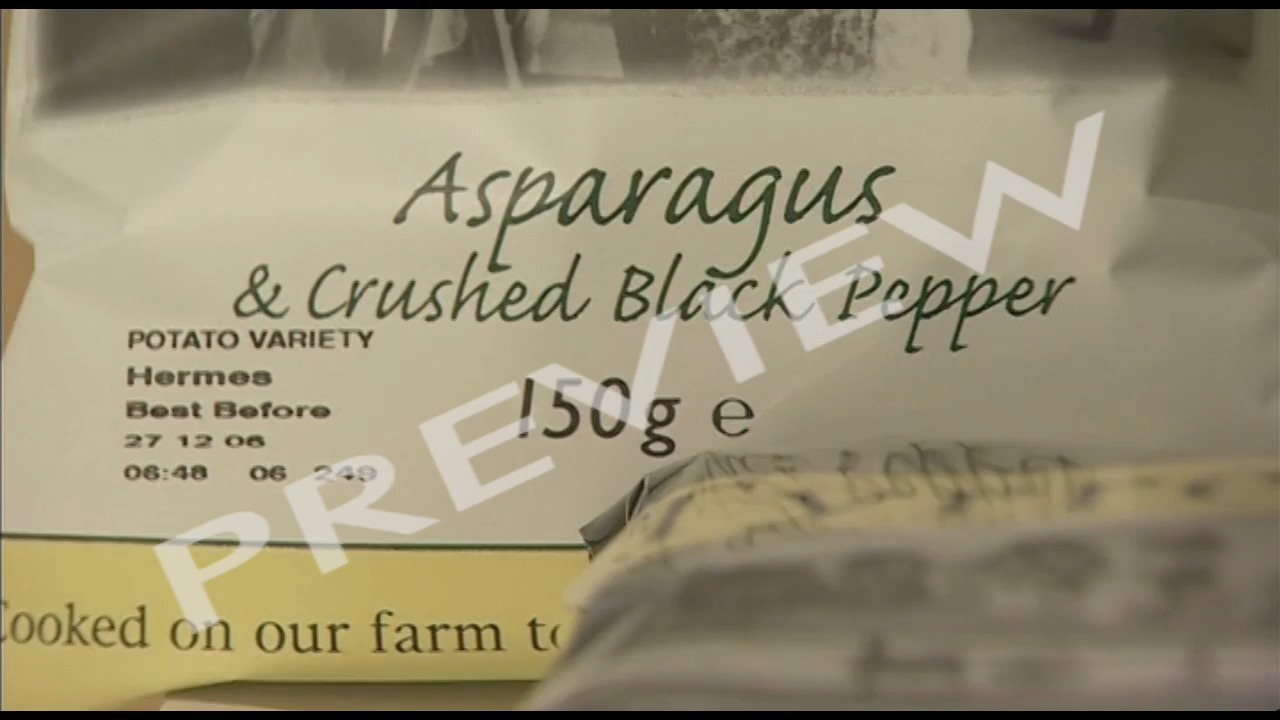 Asparagus
& Crushed Black Pepper
POTATO VARIETY
Hermes
Best Before
27 12 06
06:48 06 249
150g e
Cooked on our farm to
PREVIEW